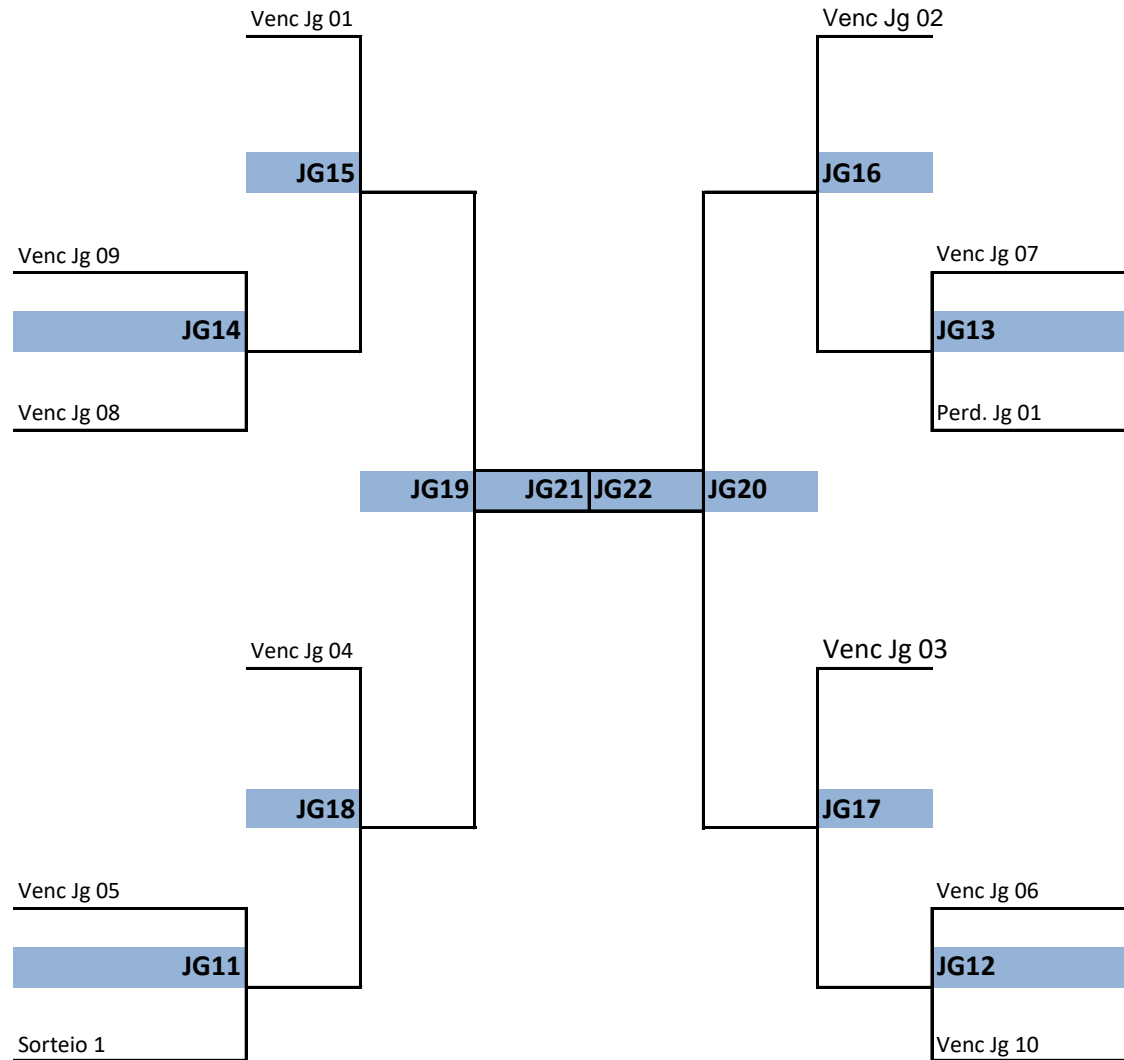 Venc Jg 01
Venc Jg 02
JG15
JG16
Venc Jg 09
Venc Jg 07
JG14
JG13
Venc Jg 08
Perd. Jg 01
JG19
JG21
JG22
JG20
Venc Jg 04
Venc Jg 03
JG18
JG17
Venc Jg 05
Venc Jg 06
JG11
JG12
Sorteio 1
Venc Jg 10